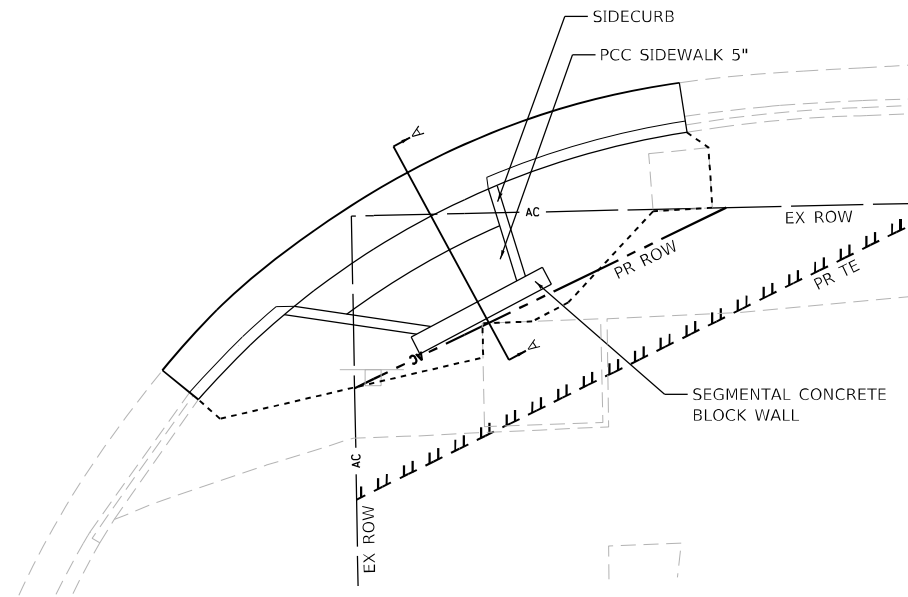 SIDECURB
PCC SIDEWALK 5"
A
AC
EX ROW
PR ROW
PR TE
A
SEGMENTAL CONCRETE
BLOCK WALL
AC
EX ROW